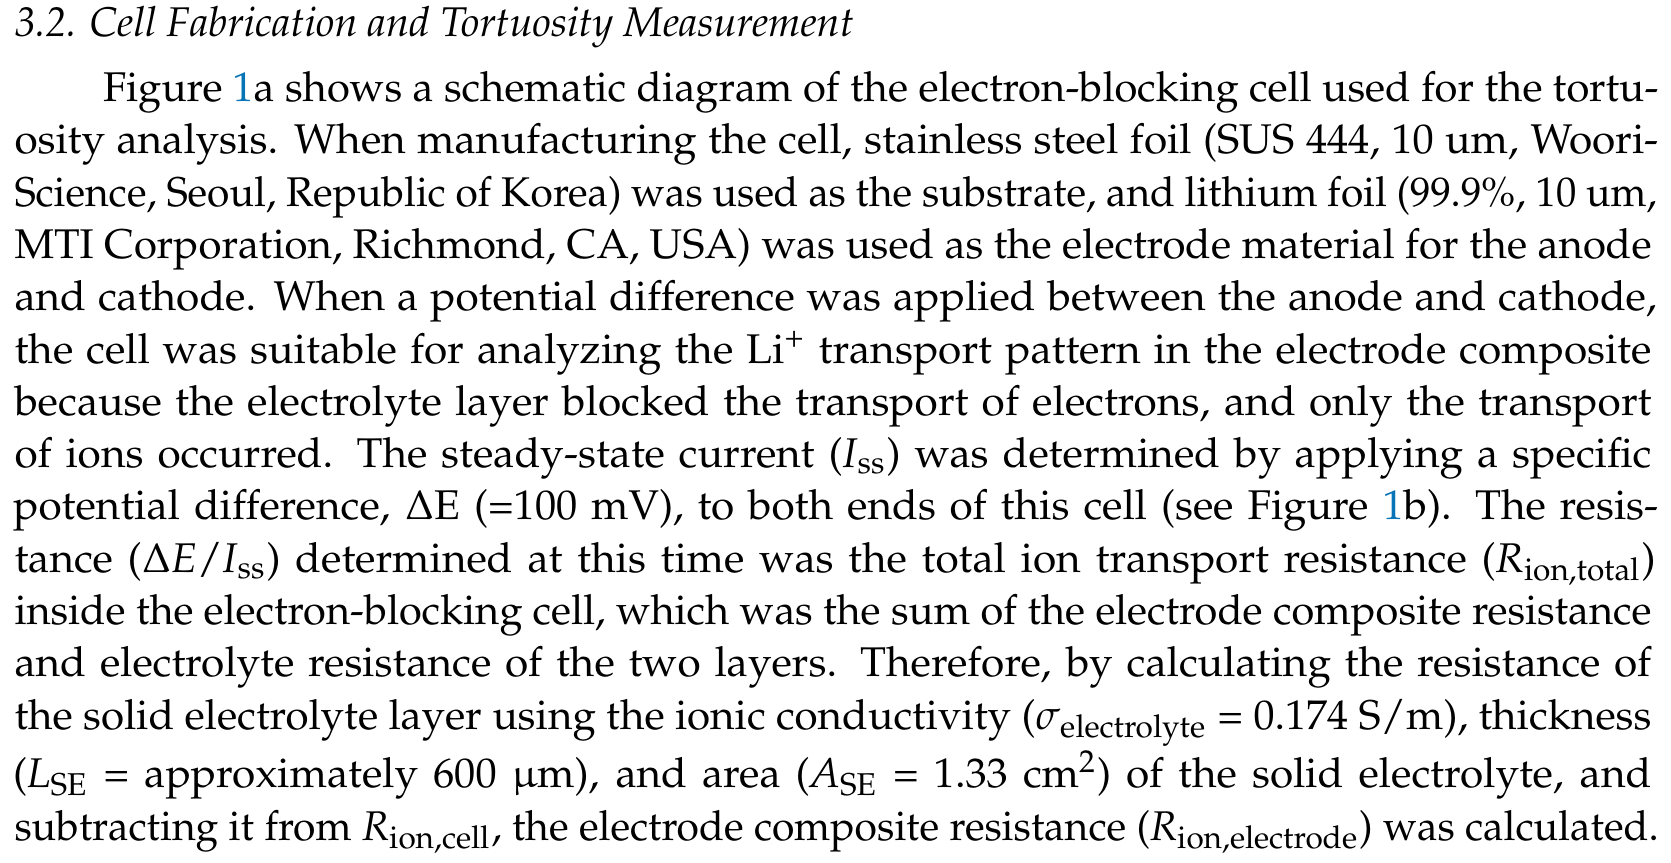 3.2. Cell Fabrication and Tortuosity Measurement
Figure 1a shows a schematic diagram of the electron-blocking cell used for the tortu-
osity analysis. When manufacturing the cell, stainless steel foil (SUS 444, 10 um, Woori-
Science, Seoul, Republic of Korea) was used as the substrate, and lithium foil (99.9%, 10 um,
MTI Corporation, Richmond, CA, USA) was used as the electrode material for the anode
and cathode. When a potential difference was applied between the anode and cathode,
the cell was suitable for analyzing the Li⁺ transport pattern in the electrode composite
because the electrolyte layer blocked the transport of electrons, and only the transport
of ions occurred. The steady-state current (Iss) was determined by applying a specific
potential difference, ΔE (=100 mV), to both ends of this cell (see Figure 1b). The resis-
tance (ΔE/Iss) determined at this time was the total ion transport resistance (Rion,total)
inside the electron-blocking cell, which was the sum of the electrode composite resistance
and electrolyte resistance of the two layers. Therefore, by calculating the resistance of
the solid electrolyte layer using the ionic conductivity (σelectrolyte = 0.174 S/m), thickness
(LSE = approximately 600 μm), and area (ASE = 1.33 cm²) of the solid electrolyte, and
subtracting it from Rion,cell, the electrode composite resistance (Rion,electrode) was calculated.